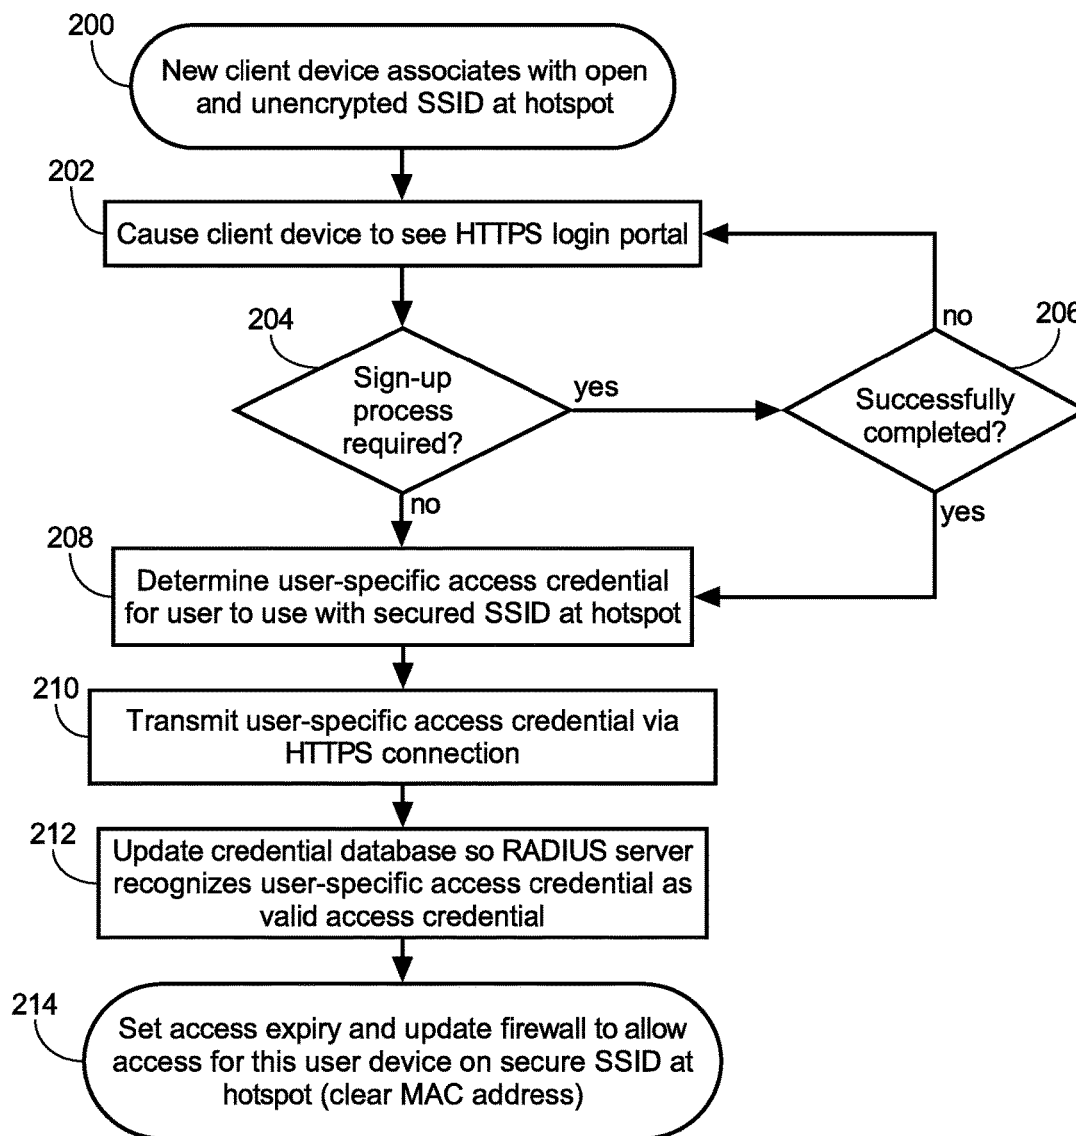 200
New client device associates with open
and unencrypted SSID at hotspot
202
Cause client device to see HTTPS login portal
204
Sign-up
process
required?
yes
no
206
Successfully
completed?
no
yes
208
Determine user-specific access credential
for user to use with secured SSID at hotspot
210
Transmit user-specific access credential via
HTTPS connection
212
Update credential database so RADIUS server
recognizes user-specific access credential as
valid access credential
214
Set access expiry and update firewall to allow
access for this user device on secure SSID at
hotspot (clear MAC address)